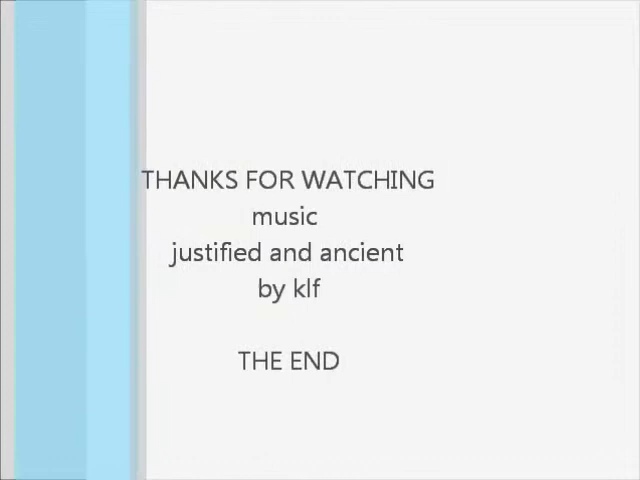 THANKS FOR WATCHING
music
justified and ancient
by klf
THE END